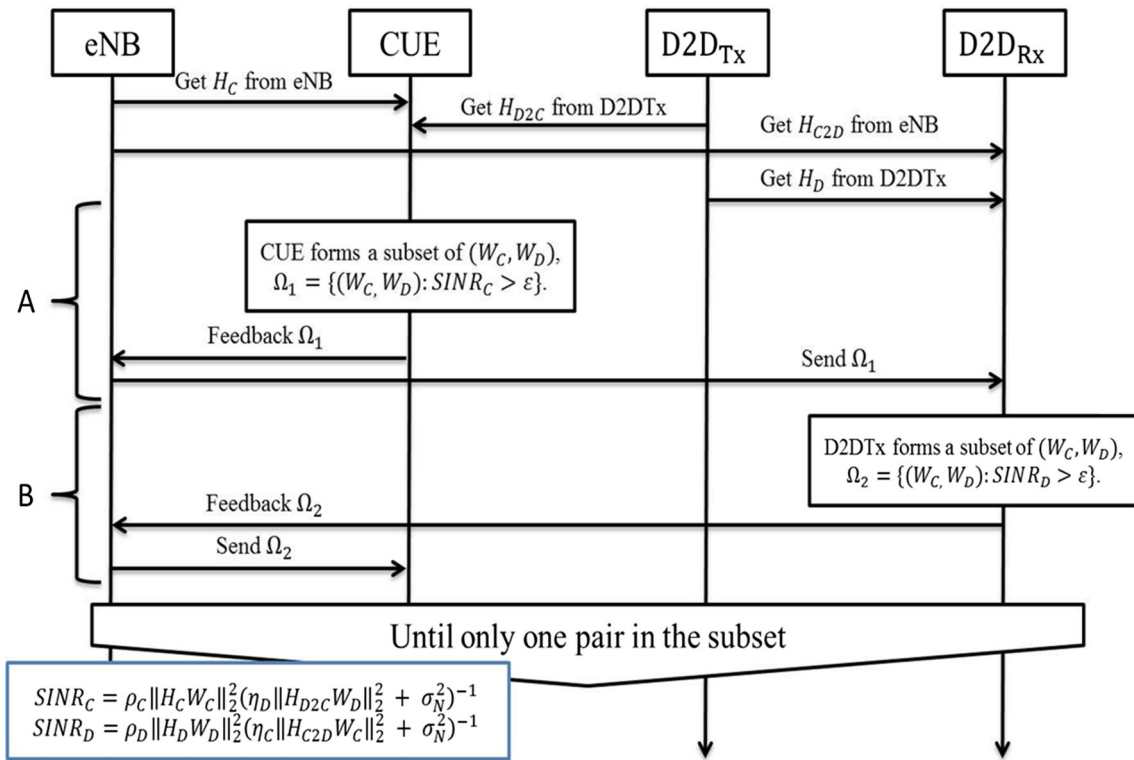 eNB CUE D2D_Tx D2D_Rx
Get H_C from eNB
Get H_D2C from D2DTx
Get H_C2D from eNB
Get H_D from D2DTx
A
CUE forms a subset of (W_C, W_D),
Ω_1 = {(W_C, W_D): SINR_C > ε}.
Feedback Ω_1
Send Ω_1
B
D2DTx forms a subset of (W_C, W_D),
Ω_2 = {(W_C, W_D): SINR_D > ε}.
Feedback Ω_2
Send Ω_2
Until only one pair in the subset
SINR_C = ρ_C‖H_C W_C‖_2^2(η_D‖H_D2C W_D‖_2^2 + σ_N^2)^−1
SINR_D = ρ_D‖H_D W_D‖_2^2(η_C‖H_C2D W_C‖_2^2 + σ_N^2)^−1